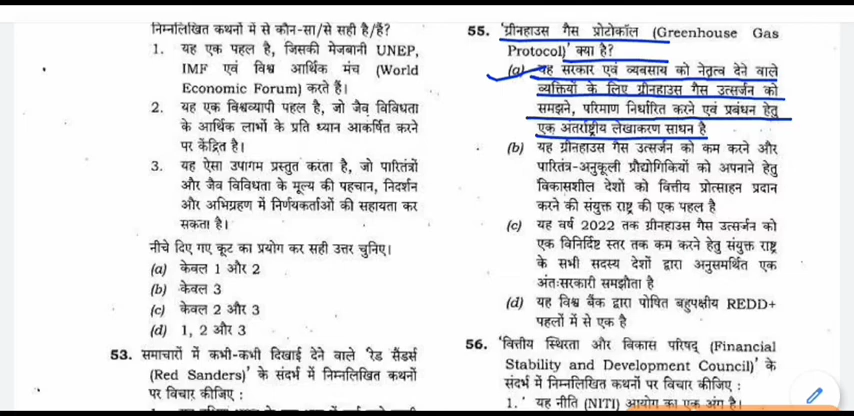 निम्नलिखित कथनों में से कौन-सा/से सही है/हैं?
1. यह एक पहल है, जिसकी मेजबानी UNEP,
IMF एवं विश्व आर्थिक मंच (World
Economic Forum) करते हैं।
2. यह एक विश्वव्यापी पहल है, जो जैव विविधता
के आर्थिक लाभों के प्रति ध्यान आकर्षित करने
पर केंद्रित है।
3. यह ऐसा उपागम प्रस्तुत करता है, जो पारितंत्रों
और जैव विविधता के मूल्य की पहचान, निदर्शन
और अभिग्रहण में निर्णयकर्ताओं की सहायता कर
सकता है।
नीचे दिए गए कूट का प्रयोग कर सही उत्तर चुनिए।
(a) केवल 1 और 2
(b) केवल 3
(c) केवल 2 और 3
(d) 1, 2 और 3
53. समाचारों में कभी-कभी दिखाई देने वाले 'रेड सैंडर्स
(Red Sanders)' के संदर्भ में निम्नलिखित कथनों
पर विचार कीजिए :
55. 'ग्रीनहाउस गैस प्रोटोकॉल (Greenhouse Gas
Protocol)' क्या है?
(a) यह सरकार एवं व्यवसाय को नेतृत्व देने वाले
व्यक्तियों के लिए ग्रीनहाउस गैस उत्सर्जन को
समझने, परिमाण निर्धारित करने एवं प्रबंधन हेतु
एक अंतर्राष्ट्रीय लेखाकरण साधन है
(b) यह ग्रीनहाउस गैस उत्सर्जन को कम करने और
पारितंत्र-अनुकूली प्रौद्योगिकियों को अपनाने हेतु
विकासशील देशों को वित्तीय प्रोत्साहन प्रदान
करने की संयुक्त राष्ट्र की एक पहल है
(c) यह वर्ष 2022 तक ग्रीनहाउस गैस उत्सर्जन को
एक विनिर्दिष्ट स्तर तक कम करने हेतु संयुक्त राष्ट्र
के सभी सदस्य देशों द्वारा अनुसमर्थित एक
अंतःसरकारी समझौता है
(d) यह विश्व बैंक द्वारा पोषित बहुपक्षीय REDD+
पहलों में से एक है
56. 'वित्तीय स्थिरता और विकास परिषद् (Financial
Stability and Development Council)' के
संदर्भ में निम्नलिखित कथनों पर विचार कीजिए :
1. यह नीति (NITI) आयोग का एक अंग है।